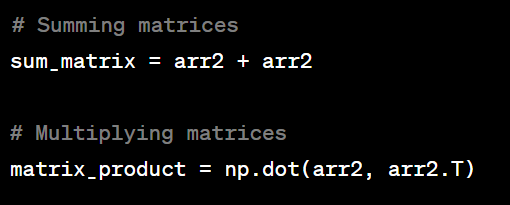 # Summing matrices
sum_matrix = arr2 + arr2
# Multiplying matrices
matrix_product = np.dot(arr2, arr2.T)